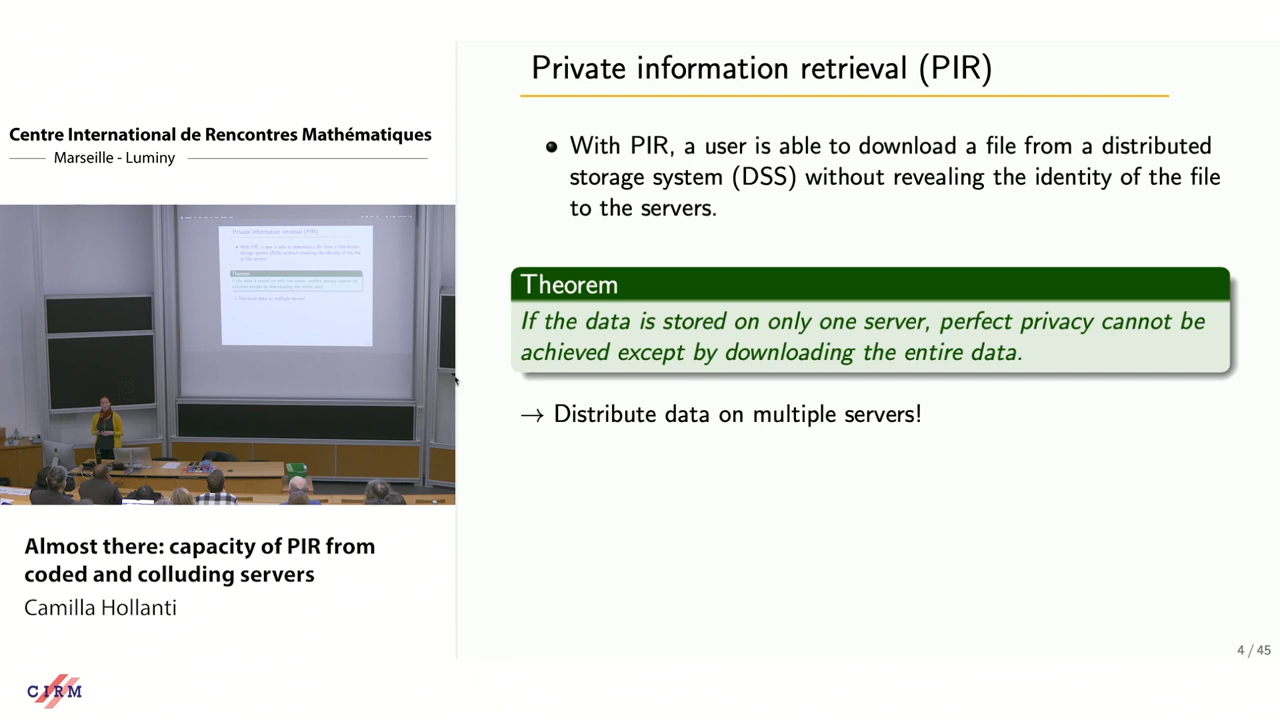 Centre International de Rencontres Mathématiques
Marseille - Luminy
Almost there: capacity of PIR from
coded and colluding servers
Camilla Hollanti
CIRM
Private information retrieval (PIR)
With PIR, a user is able to download a file from a distributed
storage system (DSS) without revealing the identity of the file
to the servers.
Theorem
If the data is stored on only one server, perfect privacy cannot be
achieved except by downloading the entire data.
→ Distribute data on multiple servers!
4 / 45